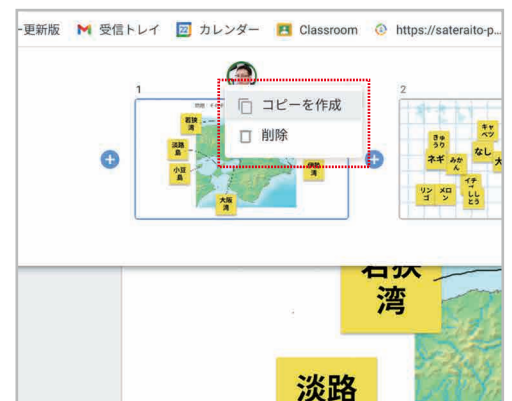 -更新版 受信トレイ カレンダー Classroom https://sateraito-p...
1
2
コピーを作成
削除
若狭
湾
淡路
島
小豆
島
伊勢
湾
大阪
湾
きゅ
うり
キャ
ベツ
ネギ
みか
ん
なし
大
リン
ゴ
メロ
ン
イチ
ゴ
しし
とう
若狭
湾
淡路